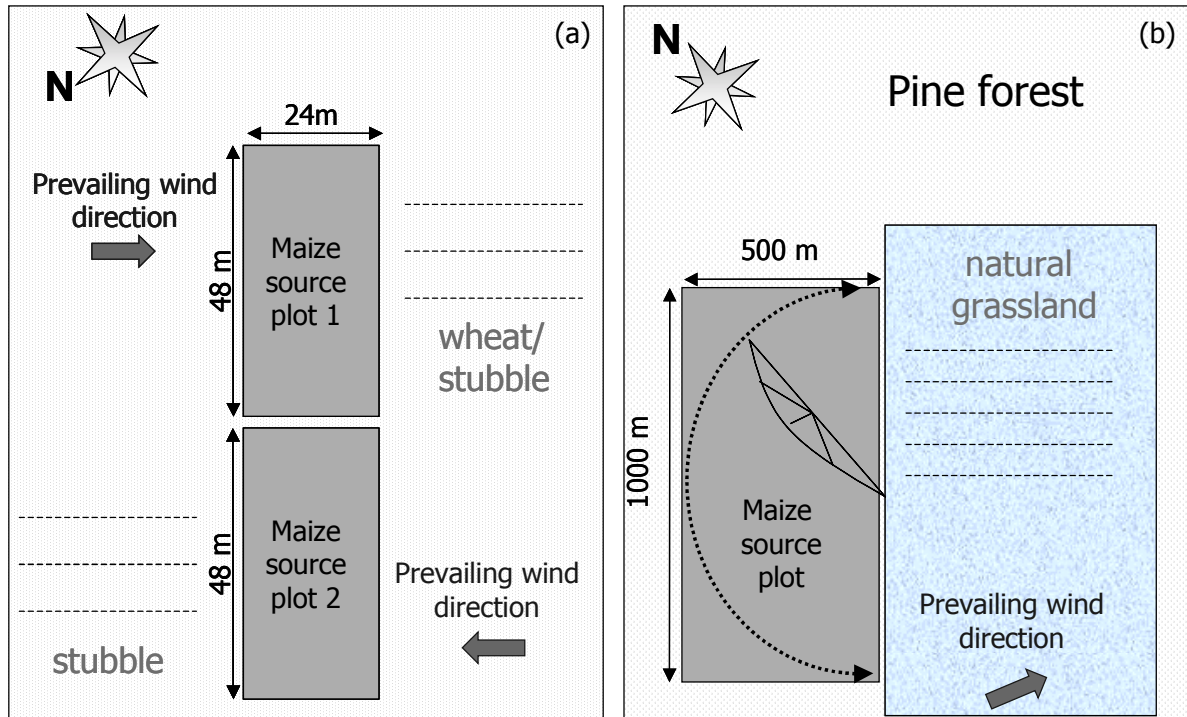 (a)
N
24m
Prevailing wind
direction
48 m
Maize
source
plot 1
wheat/
stubble
48 m
Maize
source
plot 2
Prevailing wind
direction
stubble
(b)
N
Pine forest
500 m
natural
grassland
1000 m
Maize
source
plot
Prevailing wind
direction